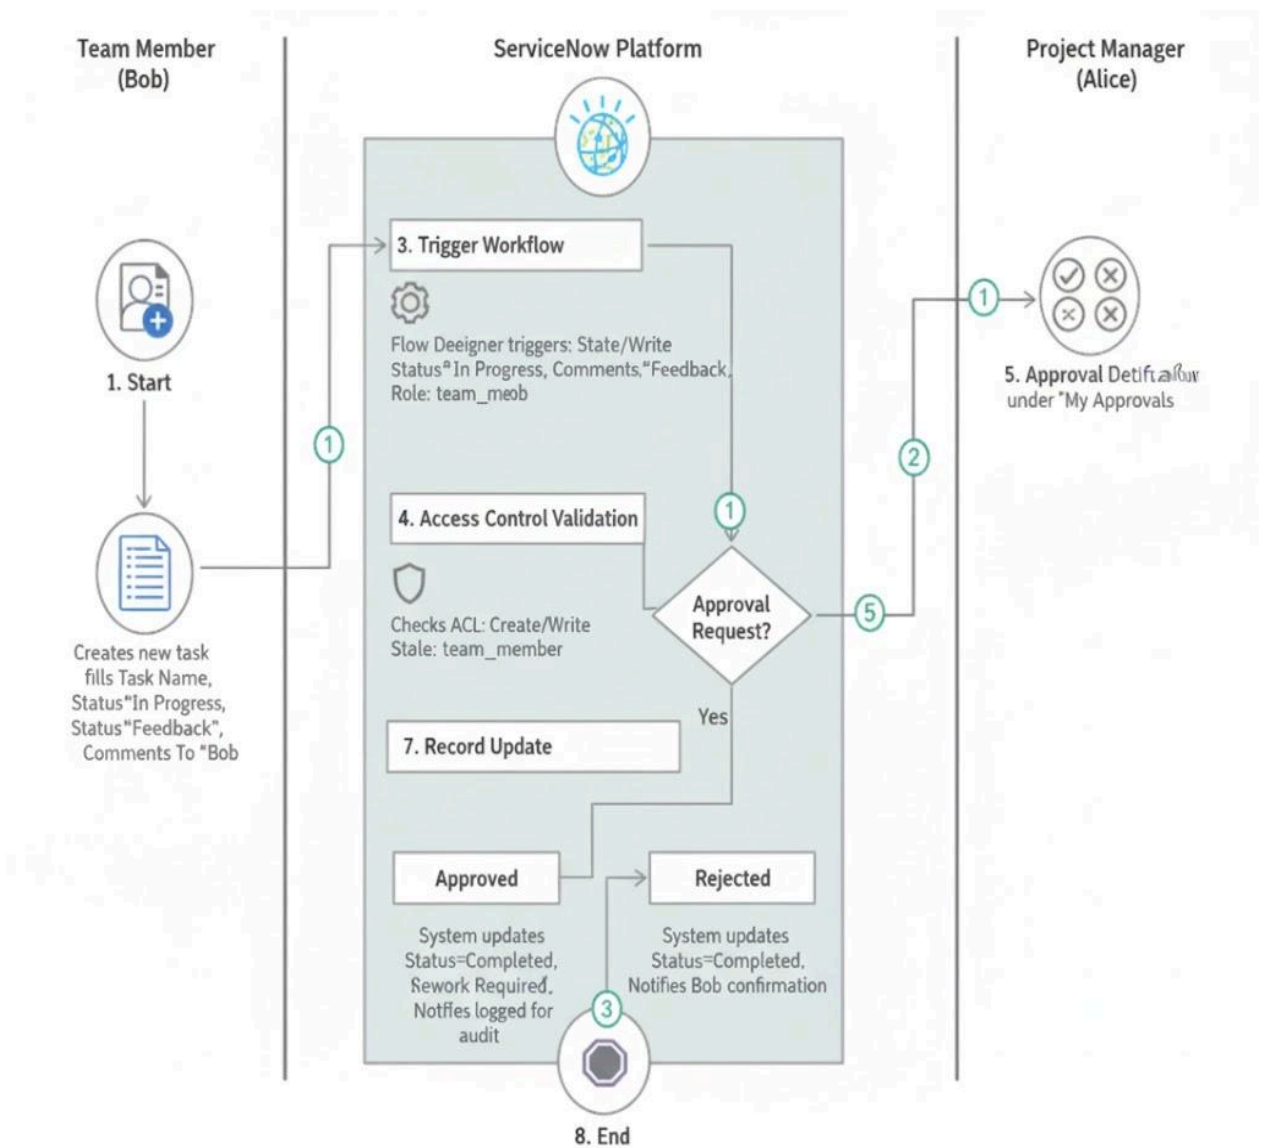 Team Member
(Bob)
ServiceNow Platform
Project Manager
(Alice)
1. Start
Creates new task
fills Task Name,
Status"In Progress,
Status"Feedback",
Comments To "Bob
1
3. Trigger Workflow
Flow Deeigner triggers: State/Write
Status" In Progress, Comments,"Feedback,
Role: team_meob
4. Access Control Validation
Checks ACL: Create/Write
Stale: team_member
1
Approval
Request?
5
2
1
5. Approval
under "My Approvals
Yes
7. Record Update
Approved
System updates
Status=Completed,
Rework Required,
Notffes logged for
audit
Rejected
System updates
Status=Completed,
Notifies Bob confirmation
3
8. End